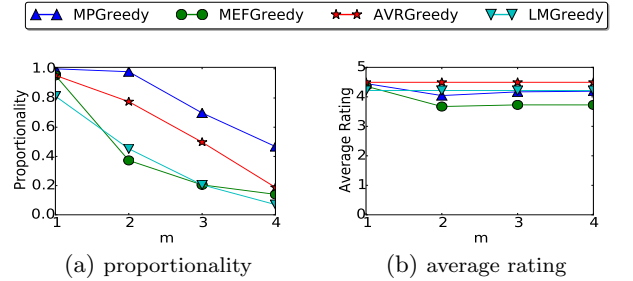 MPGreedy MEFGreedy AVRGreedy LMGreedy
Proportionality
1.0
0.8
0.6
0.4
0.2
0.0
1 2 3 4
m
(a) proportionality
Average Rating
5
4
3
2
1
0
1 2 3 4
m
(b) average rating